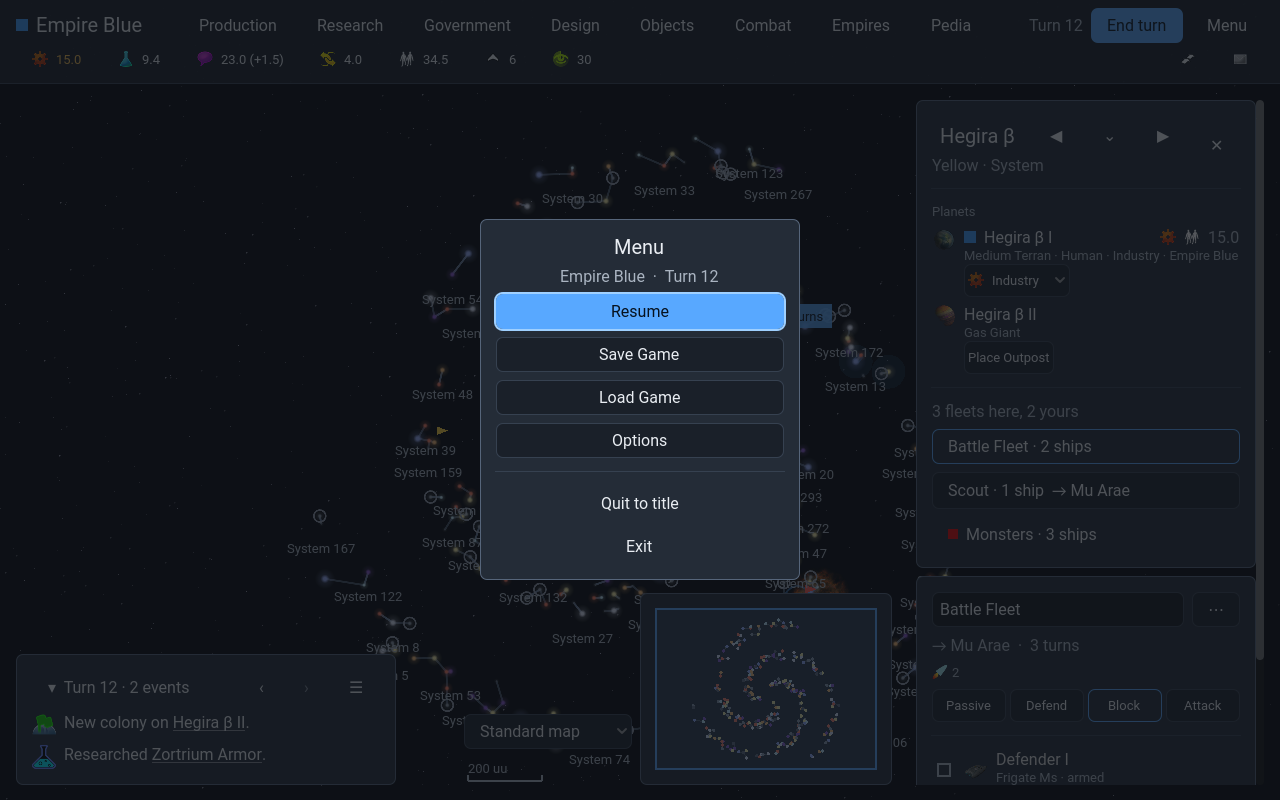 Empire Blue
Production
Research
Government
Design
Objects
Combat
Empires
Pedia
Turn 12
End turn
Menu
15.0
9.4
23.0 (+1.5)
4.0
34.5
6
30
System 123
System 30
System 33
System 267
System 54
System 48
System 39
System 159
System 167
System 122
System 8
System 132
System 27
System 53
System 74
System 172
System 13
System 20
293
272
47
5
06
urns
Menu
Empire Blue · Turn 12
Resume
Save Game
Load Game
Options
Quit to title
Exit
Hegira β
Yellow · System
Planets
Hegira β I
15.0
Medium Terran · Human · Industry · Empire Blue
Industry
Hegira β II
Gas Giant
Place Outpost
3 fleets here, 2 yours
Battle Fleet · 2 ships
Scout · 1 ship → Mu Arae
Monsters · 3 ships
Battle Fleet
→ Mu Arae · 3 turns
2
Passive
Defend
Block
Attack
Defender I
Frigate Ms · armed
▾ Turn 12 · 2 events
New colony on Hegira β II.
Researched Zortrium Armor.
Standard map
200 uu